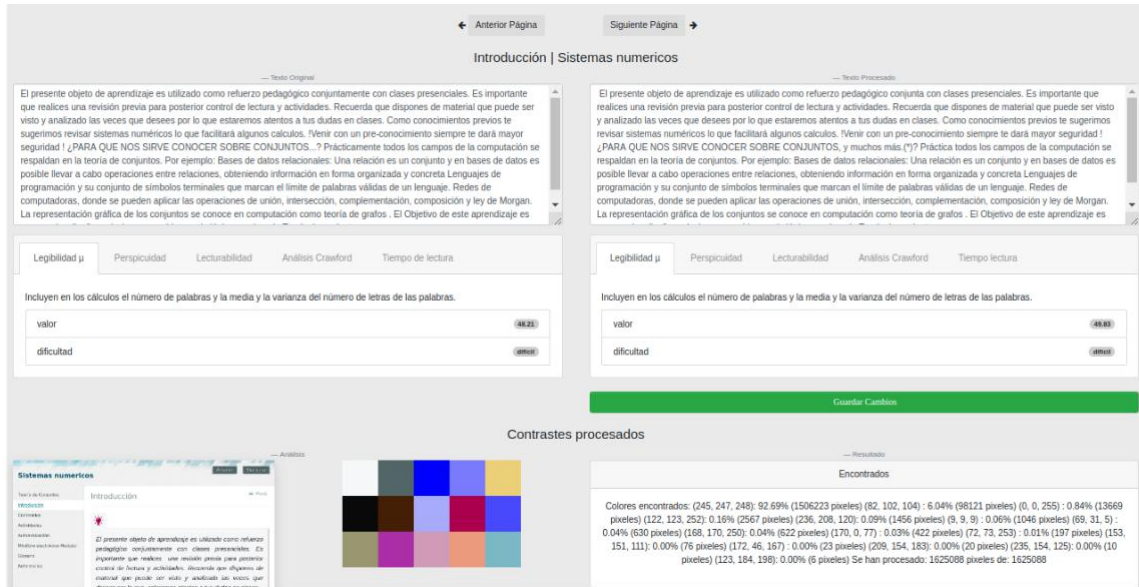 🡨 Anterior Página
Siguiente Página 🡪
Introducción | Sistemas numericos
— Texto Original
El presente objeto de aprendizaje es utilizado como refuerzo pedagógico conjuntamente con clases presenciales. Es importante
que realices una revisión previa para posterior control de lectura y actividades. Recuerda que dispones de material que puede ser
visto y analizado las veces que desees por lo que estaremos atentos a tus dudas en clases. Como conocimientos previos te
sugerimos revisar sistemas numéricos lo que facilitará algunos calculos. !Venir con un pre-conocimiento siempre te dará mayor
seguridad ! ¿PARA QUE NOS SIRVE CONOCER SOBRE CONJUNTOS...? Prácticamente todos los campos de la computación se
respaldan en la teoría de conjuntos. Por ejemplo: Bases de datos relacionales: Una relación es un conjunto y en bases de datos es
posible llevar a cabo operaciones entre relaciones, obteniendo información en forma organizada y concreta Lenguajes de
programación y su conjunto de símbolos terminales que marcan el límite de palabras válidas de un lenguaje. Redes de
computadoras, donde se pueden aplicar las operaciones de unión, intersección, complementación, composición y ley de Morgan.
La representación gráfica de los conjuntos se conoce en computación como teoría de grafos . El Objetivo de este aprendizaje es
— Texto Procesado
El presente objeto de aprendizaje es utilizado como refuerzo pedagógico conjunta con clases presenciales. Es importante que
realices una revisión previa para posterior control de lectura y actividades. Recuerda que dispones de material que puede ser visto
y analizado las veces que desees por lo que estaremos atentos a tus dudas en clases. Como conocimientos previos te sugerimos
revisar sistemas numéricos lo que facilitará algunos calculos. !Venir con un pre-conocimiento siempre te dará mayor seguridad !
¿PARA QUE NOS SIRVE CONOCER SOBRE CONJUNTOS, y muchos más.(*)? Práctica todos los campos de la computación se
respaldan en la teoría de conjuntos. Por ejemplo: Bases de datos relacionales: Una relación es un conjunto y en bases de datos es
posible llevar a cabo operaciones entre relaciones, obteniendo información en forma organizada y concreta Lenguajes de
programación y su conjunto de símbolos terminales que marcan el límite de palabras válidas de un lenguaje. Redes de
computadoras, donde se pueden aplicar las operaciones de unión, intersección, complementación, composición y ley de Morgan.
La representación gráfica de los conjuntos se conoce en computación como teoría de grafos . El Objetivo de este aprendizaje es
Legibilidad µ Perspicuidad Lecturabilidad Análisis Crawford Tiempo de lectura
Incluyen en los cálculos el número de palabras y la media y la varianza del número de letras de las palabras.
valor 48.21
dificultad difícil
Legibilidad µ Perspicuidad Lecturabilidad Análisis Crawford Tiempo lectura
Incluyen en los cálculos el número de palabras y la media y la varianza del número de letras de las palabras.
valor 49.83
dificultad difícil
Guardar Cambios
Contrastes procesados
— Análisis
Sistemas numericos
Introducción
Introducción
Contenidos
Actividades
Autoevaluación
Glosario
Referencias
El presente objeto de aprendizaje es utilizado como refuerzo
pedagógico conjuntamente con clases presenciales. Es
importante que realices una revisión previa para posterior
control de lectura y actividades. Recuerda que dispones de
material que puede ser visto y analizado las veces que
— Resultado
Encontrados
Colores encontrados: (245, 247, 248): 92.69% (1506223 pixeles) (82, 102, 104) : 6.04% (98121 pixeles) (0, 0, 255) : 0.84% (13669
pixeles) (122, 123, 252): 0.16% (2567 pixeles) (236, 208, 120): 0.09% (1456 pixeles) (9, 9, 9) : 0.06% (1046 pixeles) (69, 31, 5) :
0.04% (630 pixeles) (168, 170, 250): 0.04% (622 pixeles) (170, 0, 77) : 0.03% (422 pixeles) (72, 73, 253) : 0.01% (197 pixeles) (153,
151, 111): 0.00% (76 pixeles) (172, 46, 167) : 0.00% (23 pixeles) (209, 154, 183): 0.00% (20 pixeles) (235, 154, 125): 0.00% (10
pixeles) (123, 184, 198): 0.00% (6 pixeles) Se han procesado: 1625088 pixeles de: 1625088